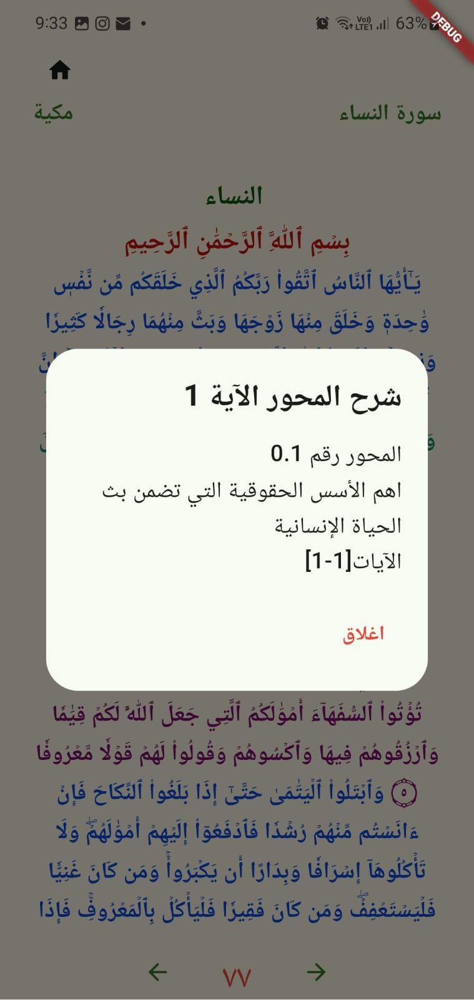 9:33
Vo)) LTE1 63%
DEBUG
سورة النساء
مكية
النساء
بِسۡمِ ٱللَّهِ ٱلرَّحۡمَٰنِ ٱلرَّحِيمِ
يَٰٓأَيُّهَا ٱلنَّاسُ ٱتَّقُواْ رَبَّكُمُ ٱلَّذِي خَلَقَكُم مِّن نَّفۡسٖ
وَٰحِدَةٖ وَخَلَقَ مِنۡهَا زَوۡجَهَا وَبَثَّ مِنۡهُمَا رِجَالٗا كَثِيرٗا
شرح المحور الآية 1
المحور رقم 0.1
اهم الأسس الحقوقية التي تضمن بث
الحياة الإنسانية
الآيات[1-1]
اغلاق
تُؤۡتُواْ ٱلسُّفَهَآءَ أَمۡوَٰلَكُمُ ٱلَّتِي جَعَلَ ٱللَّهُ لَكُمۡ قِيَٰمٗا
وَٱرۡزُقُوهُمۡ فِيهَا وَٱكۡسُوهُمۡ وَقُولُواْ لَهُمۡ قَوۡلٗا مَّعۡرُوفٗا
٥ وَٱبۡتَلُواْ ٱلۡيَتَٰمَىٰ حَتَّىٰٓ إِذَا بَلَغُواْ ٱلنِّكَاحَ فَإِنۡ
ءَانَسۡتُم مِّنۡهُمۡ رُشۡدٗا فَٱدۡفَعُوٓاْ إِلَيۡهِمۡ أَمۡوَٰلَهُمۡۖ وَلَا
تَأۡكُلُوهَآ إِسۡرَافٗا وَبِدَارًا أَن يَكۡبَرُواْۚ وَمَن كَانَ غَنِيّٗا
فَلۡيَسۡتَعۡفِفۡۖ وَمَن كَانَ فَقِيرٗا فَلۡيَأۡكُلۡ بِٱلۡمَعۡرُوفِۚ فَإِذَا
٧٧